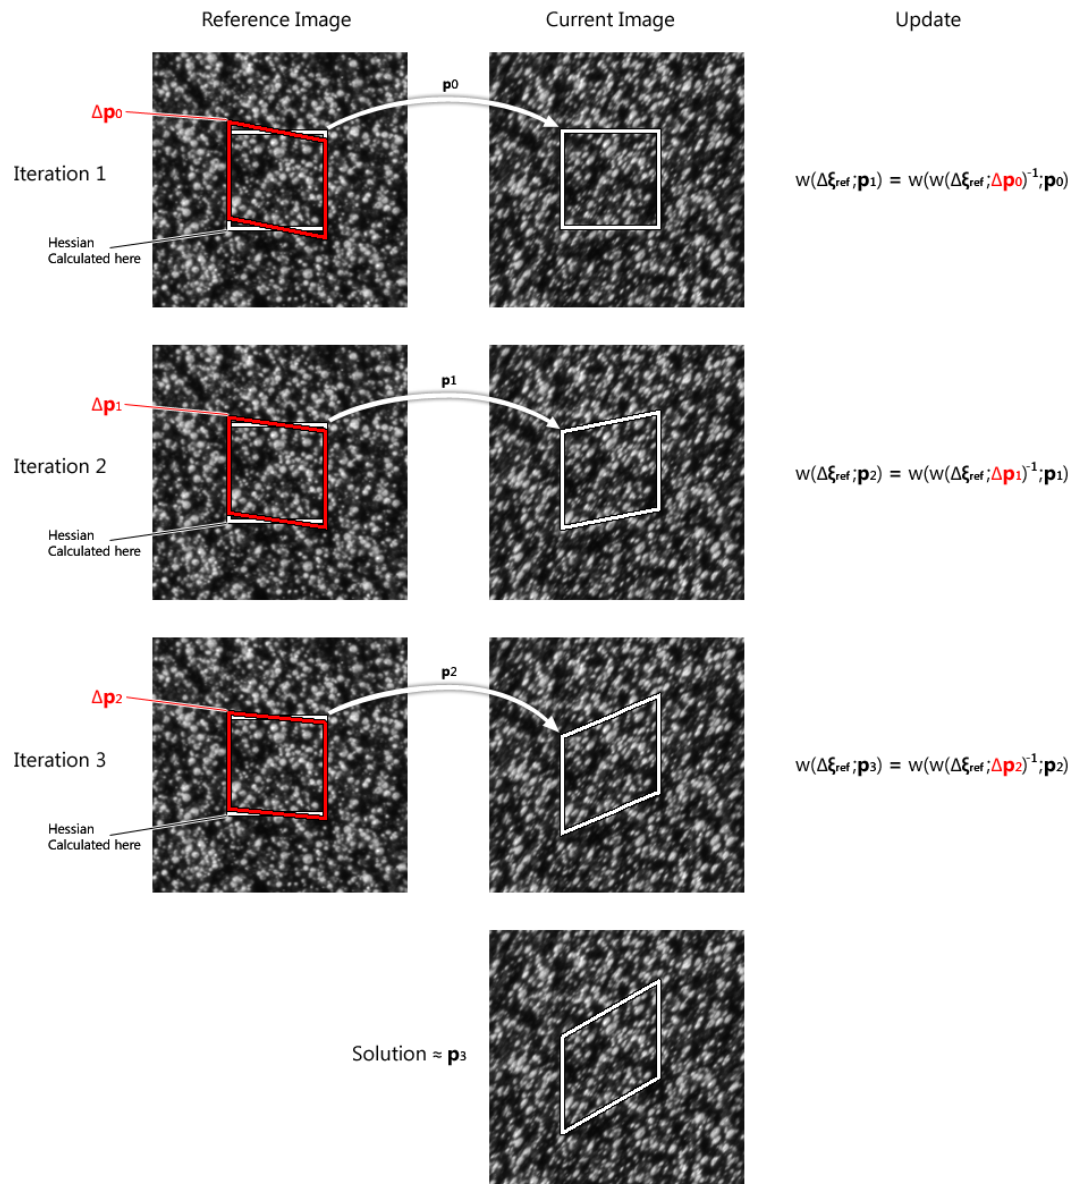 Reference Image
Current Image
Update
Iteration 1
Δp₀
Hessian
Calculated here
p0
w(Δξref;p₁) = w(w(Δξref;Δp₀)⁻¹;p₀)
Iteration 2
Δp₁
Hessian
Calculated here
p1
w(Δξref;p₂) = w(w(Δξref;Δp₁)⁻¹;p₁)
Iteration 3
Δp₂
Hessian
Calculated here
p2
w(Δξref;p₃) = w(w(Δξref;Δp₂)⁻¹;p₂)
Solution ≈ p₃